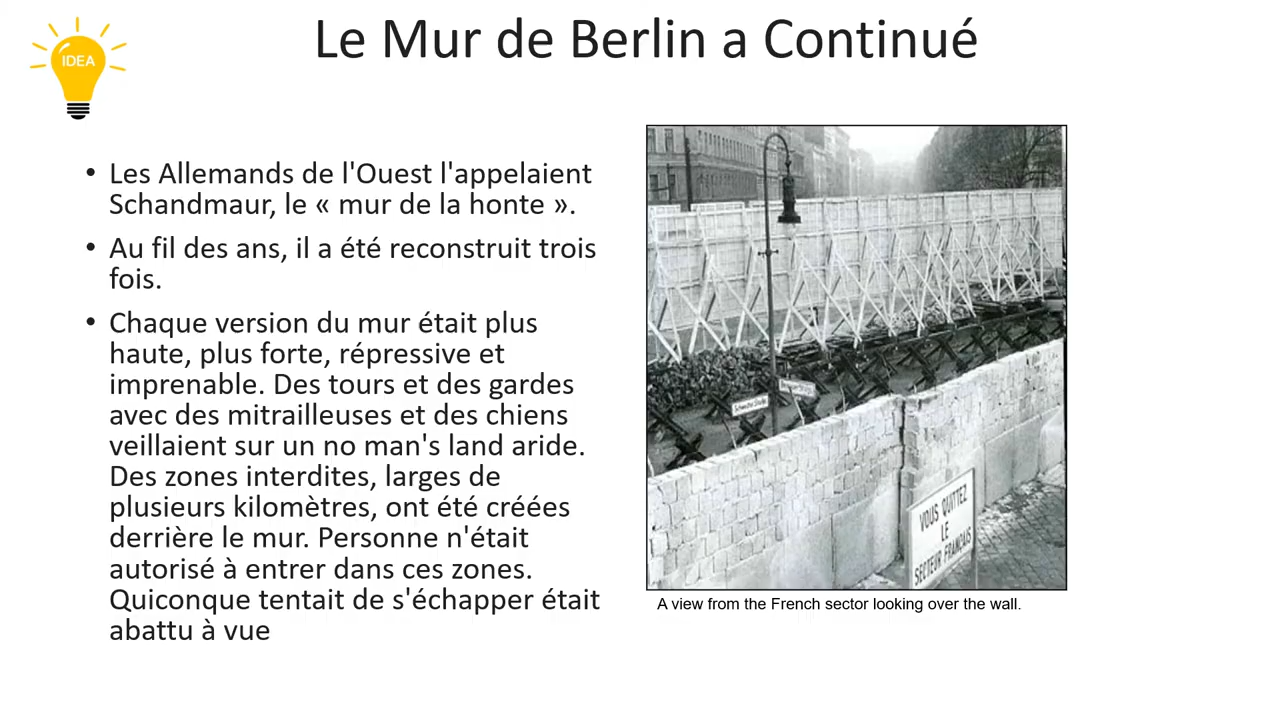 IDEA
Le Mur de Berlin a Continué
• Les Allemands de l'Ouest l'appelaient
Schandmaur, le « mur de la honte ».
• Au fil des ans, il a été reconstruit trois
fois.
• Chaque version du mur était plus
haute, plus forte, répressive et
imprenable. Des tours et des gardes
avec des mitrailleuses et des chiens
veillaient sur un no man's land aride.
Des zones interdites, larges de
plusieurs kilomètres, ont été créées
derrière le mur. Personne n'était
autorisé à entrer dans ces zones.
Quiconque tentait de s'échapper était
abattu à vue
VOUS QUITTEZ
LE
SECTEUR FRANÇAIS
A view from the French sector looking over the wall.